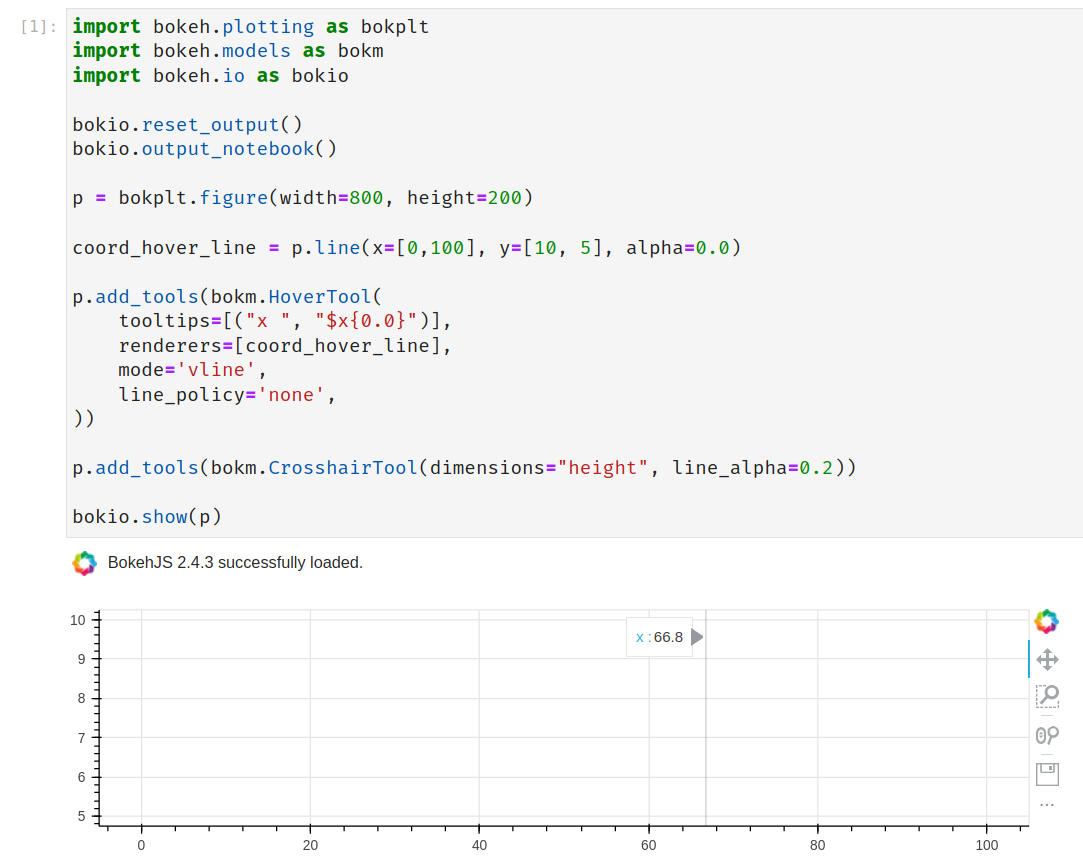 [1]: import bokeh.plotting as bokplt
import bokeh.models as bokm
import bokeh.io as bokio
bokio.reset_output()
bokio.output_notebook()
p = bokplt.figure(width=800, height=200)
coord_hover_line = p.line(x=[0,100], y=[10, 5], alpha=0.0)
p.add_tools(bokm.HoverTool(
    tooltips=[("x ", "$x{0.0}")],
    renderers=[coord_hover_line],
    mode='vline',
    line_policy='none',
))
p.add_tools(bokm.CrosshairTool(dimensions="height", line_alpha=0.2))
bokio.show(p)
BokehJS 2.4.3 successfully loaded.
10
x : 66.8
9
8
7
6
5
0 20 40 60 80 100